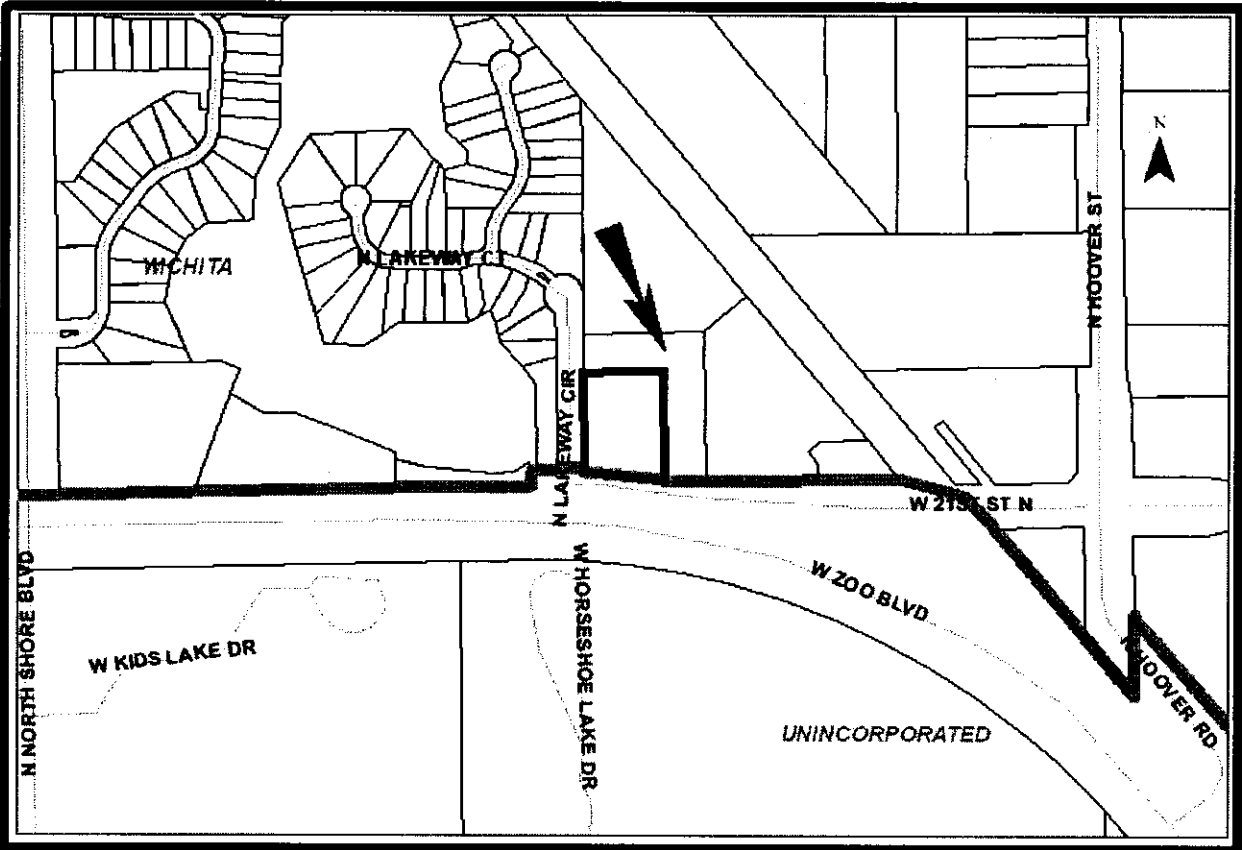 N
N HOOVER ST
WICHITA
N LAKEWAY CT
N LAKEWAY CIR
W 21ST ST N
W ZOO BLVD
N NORTH SHORE BLVD
W KIDS LAKE DR
W HORSESHOE LAKE DR
N HOOVER RD
UNINCORPORATED